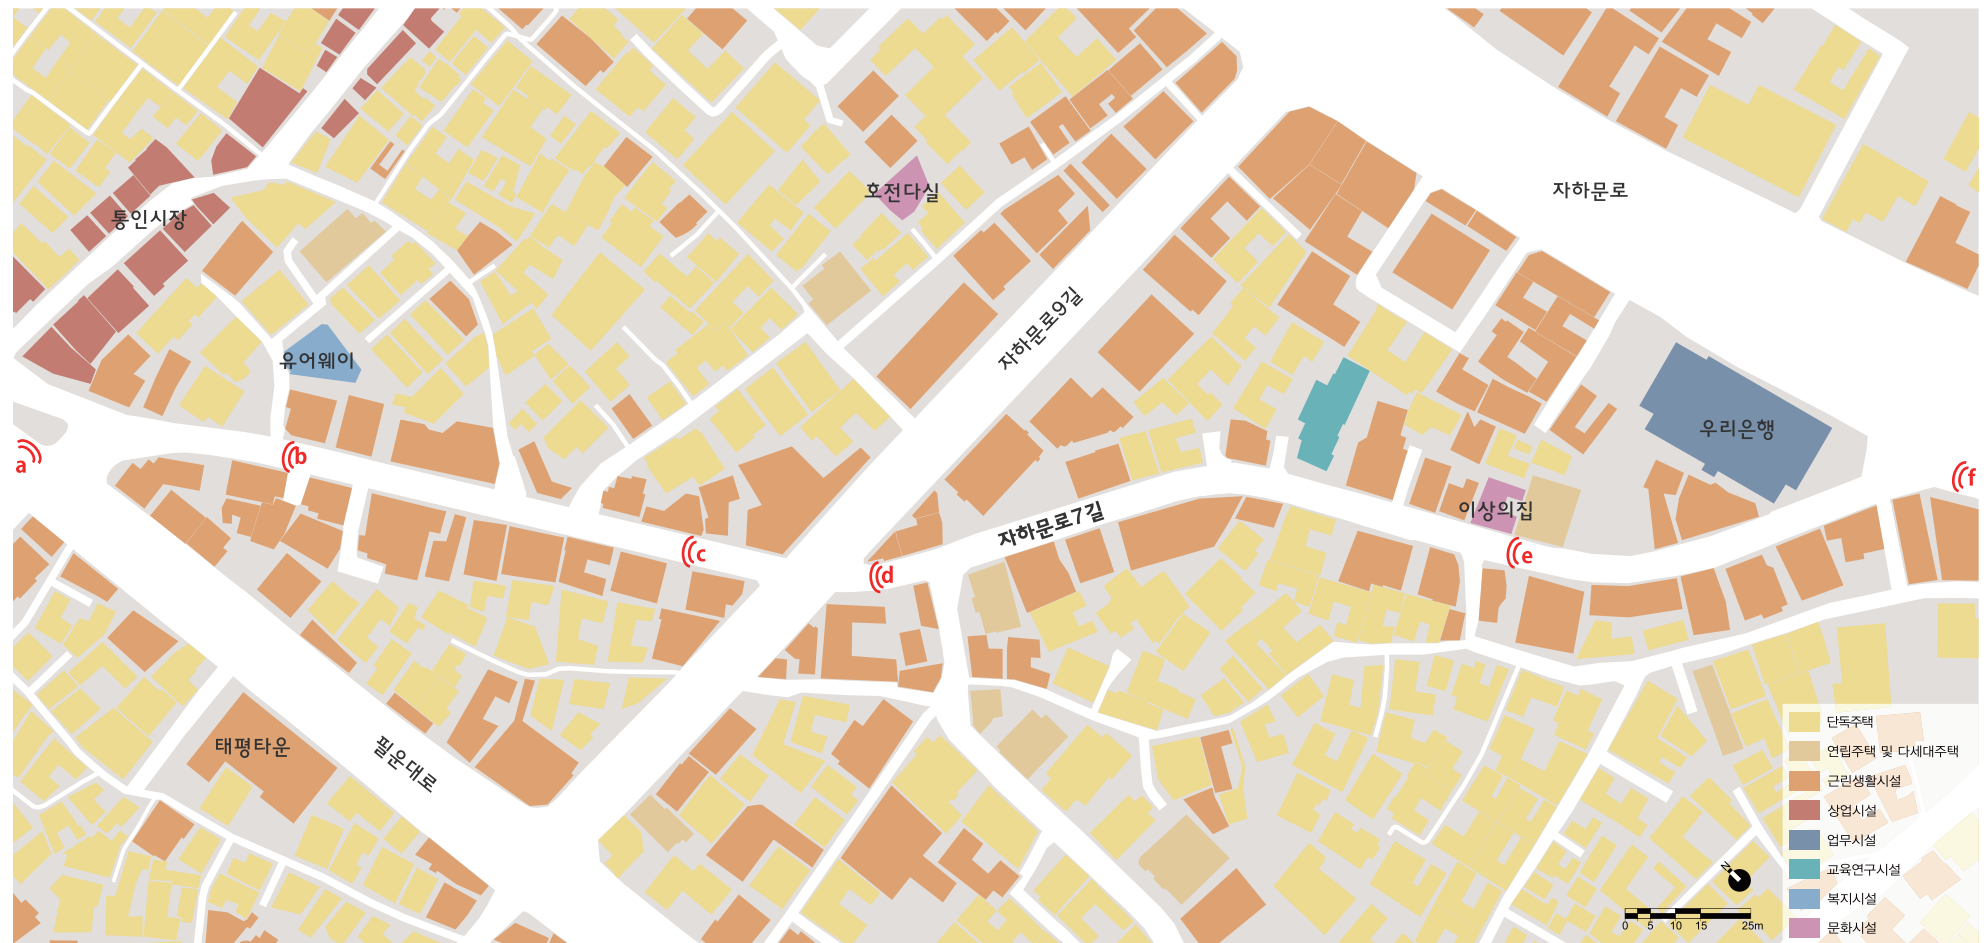 호전다실
자하문로
통인시장
자하문로9길
유어웨이
우리은행
a
b
f
이상의집
자하문로7길
c
e
d
태평타운
필운대로
단독주택
연립주택 및 다세대주택
근린생활시설
상업시설
업무시설
교육연구시설
복지시설
문화시설
N
0 5 10 15 25m